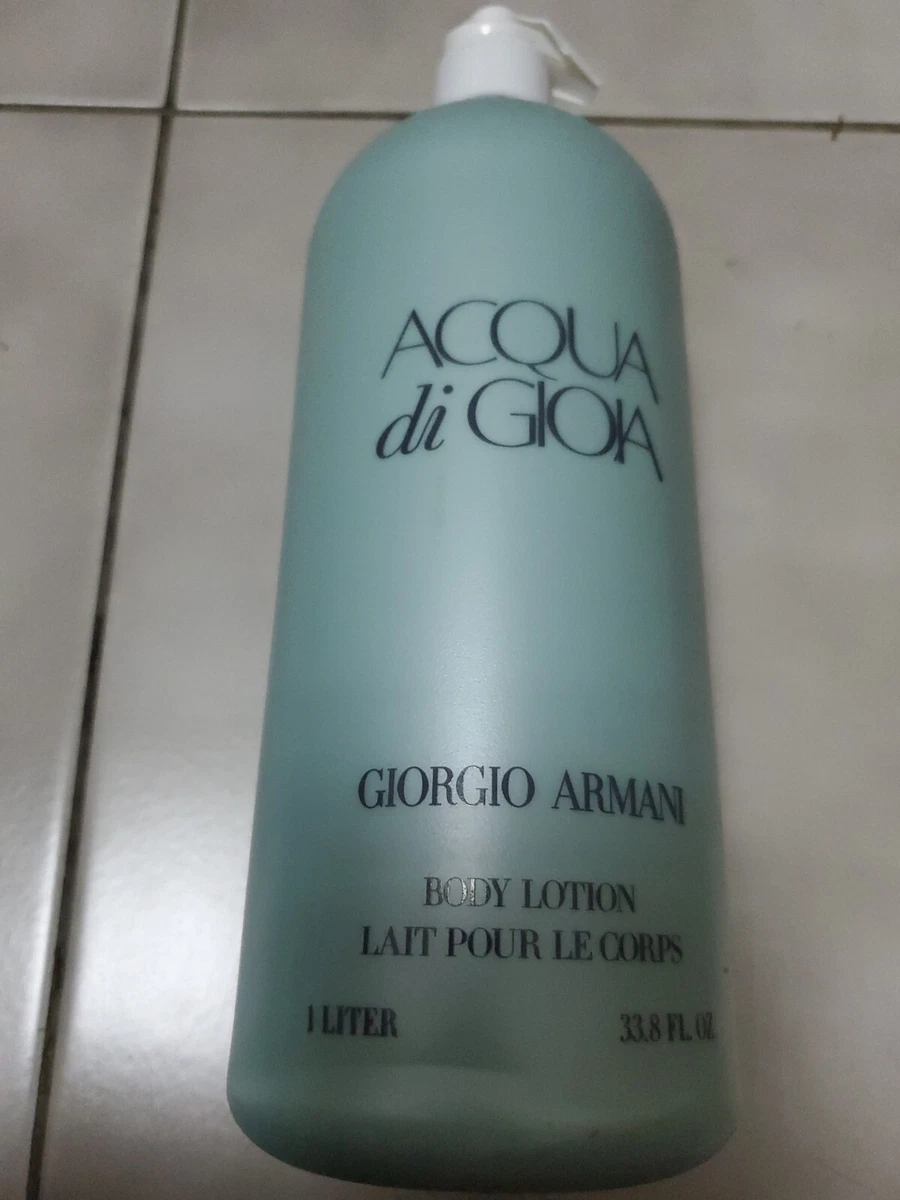 ACQUA
di GIOIA
GIORGIO ARMANI
BODY LOTION
LAIT POUR LE CORPS
1 LITER 33.8 FL. OZ.